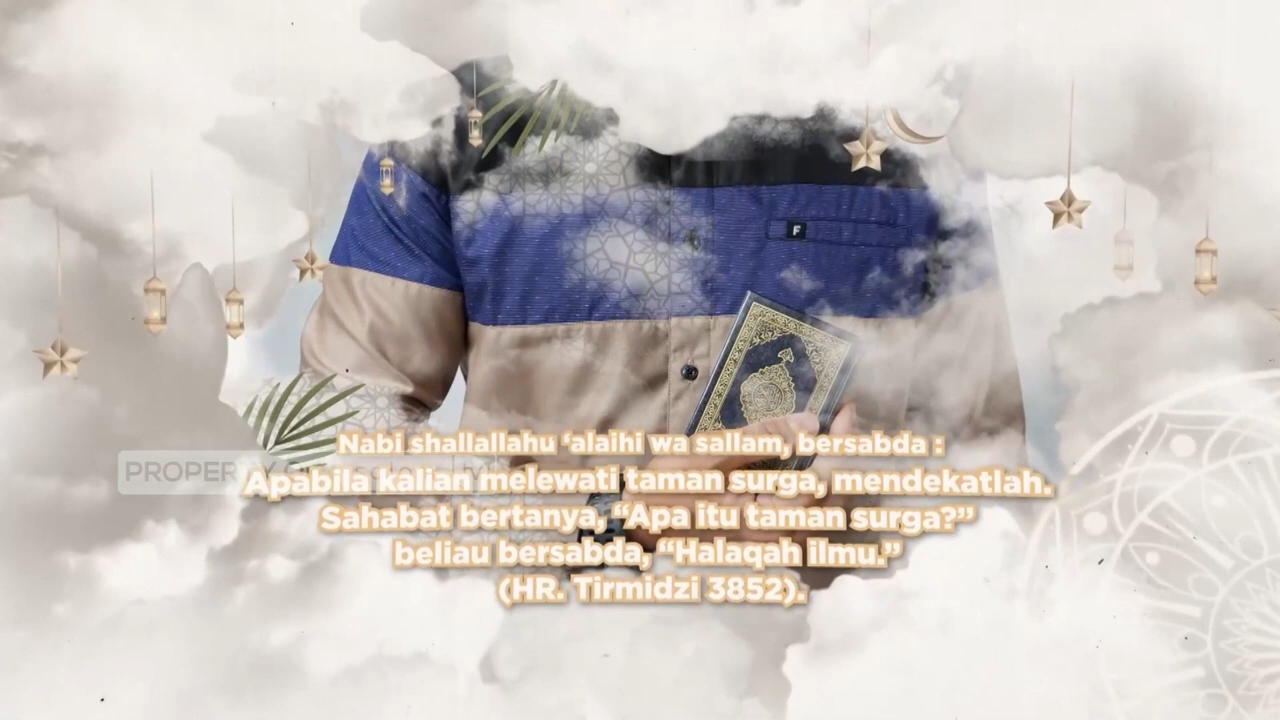 F
Nabi shallallahu ‘alaihi wa sallam, bersabda :
PROPERTY
Apabila kalian melewati taman surga, mendekatlah.
Sahabat bertanya, “Apa itu taman surga?”
beliau bersabda, “Halaqah ilmu.”
(HR. Tirmidzi 3852).